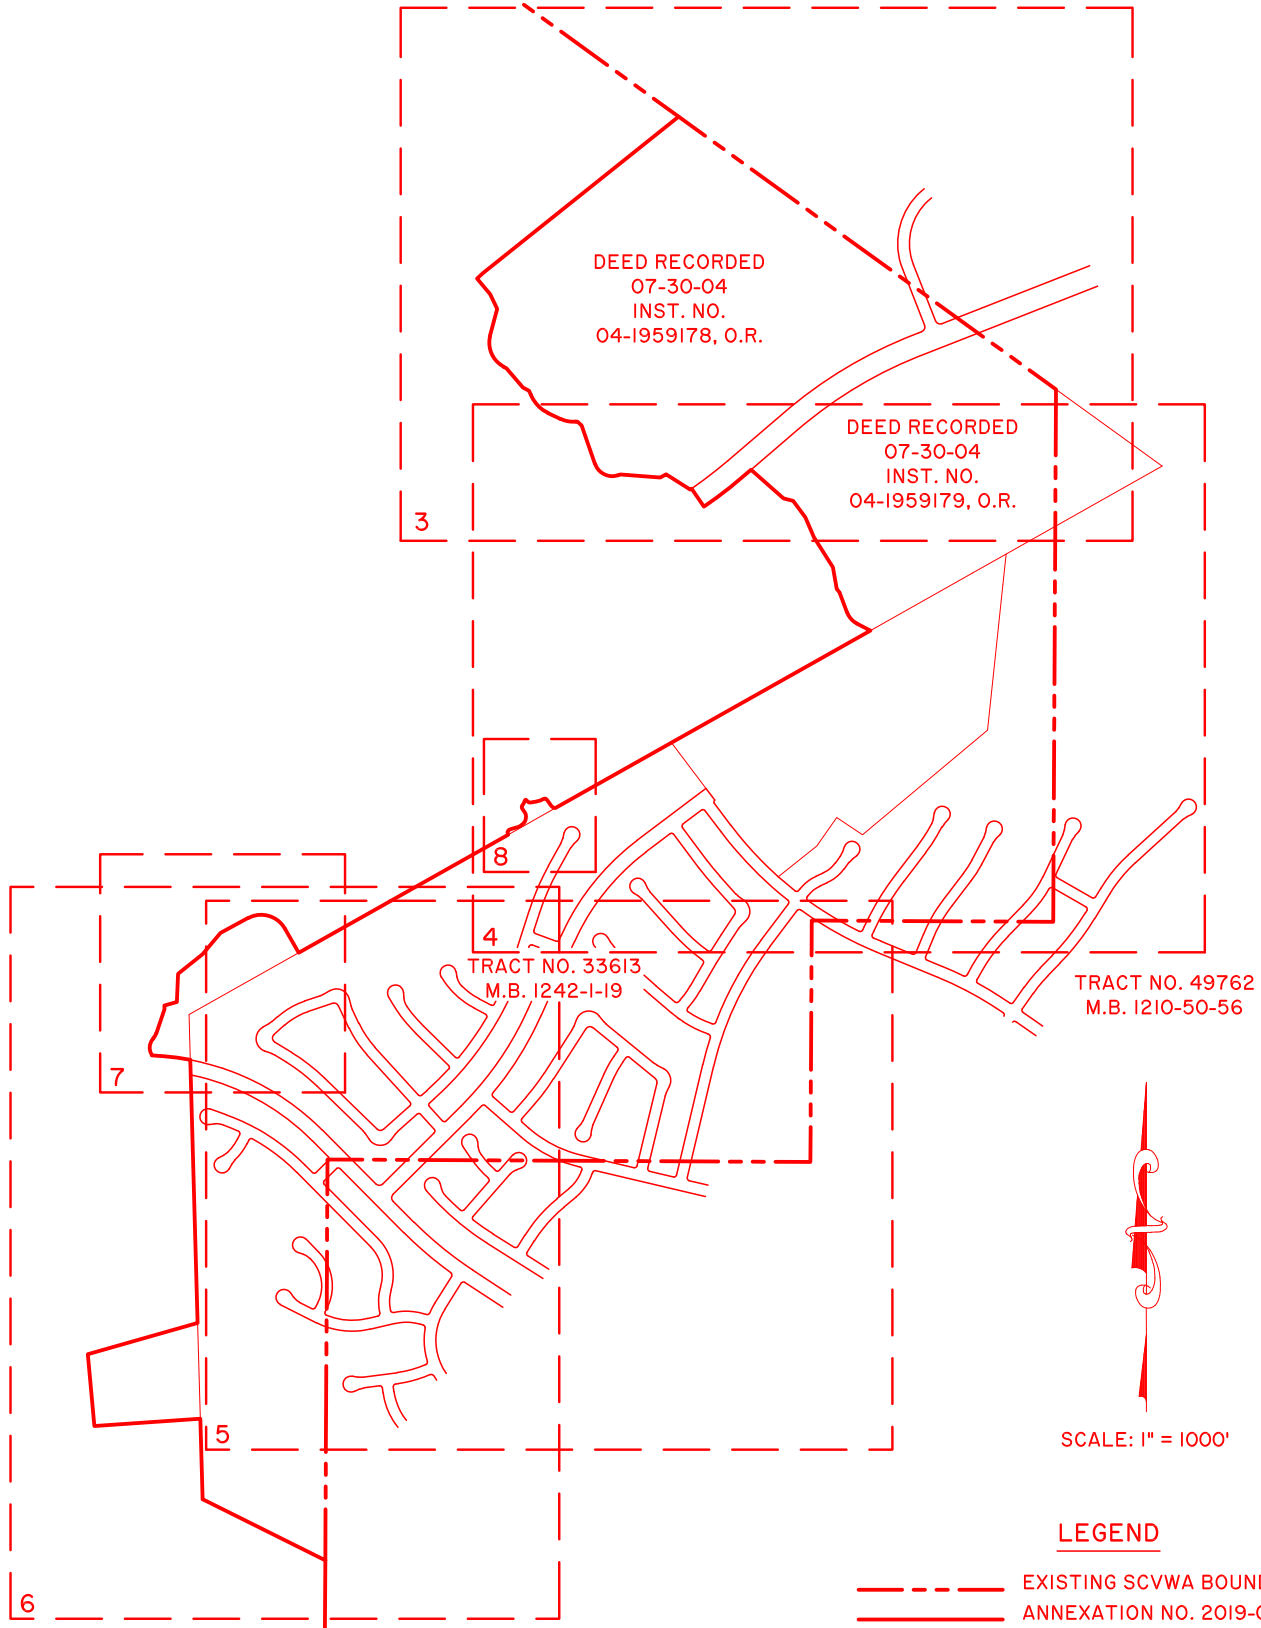 DEED RECORDED
07-30-04
INST. NO.
04-1959178, O.R.
DEED RECORDED
07-30-04
INST. NO.
04-1959179, O.R.
3
8
4
TRACT NO. 33613
M.B. 1242-1-19
TRACT NO. 49762
M.B. 1210-50-56
7
5
SCALE: 1" = 1000'
LEGEND
EXISTING SCVWA BOUN
ANNEXATION NO. 2019-
6